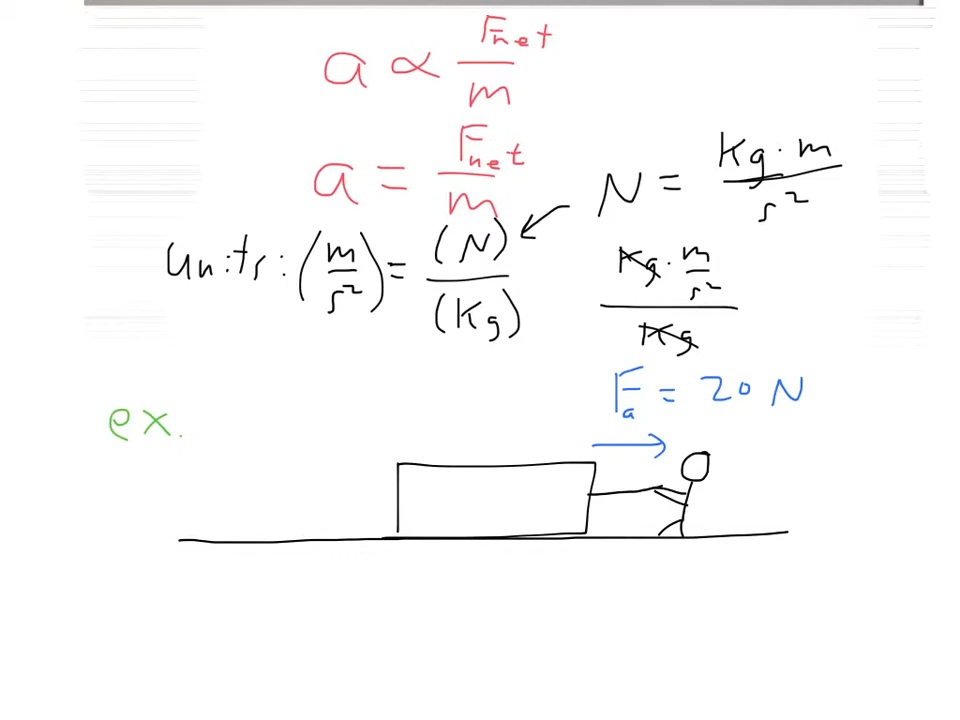 a ∝ Fnet / m
a = Fnet / m
N = Kg · m / s²
units: (m / s²) = (N) / (Kg)
Kg · m / s² / Kg
Fa = 20 N
ex.